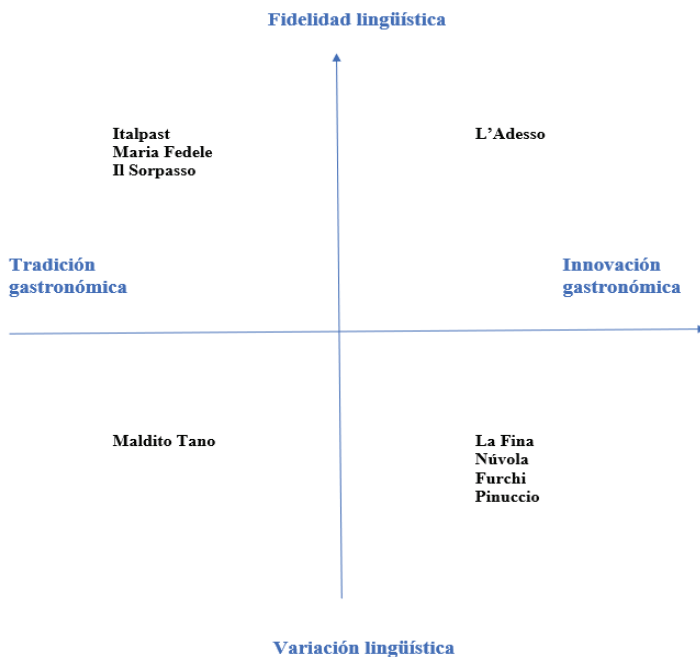 Fidelidad lingüística
Italpast
Maria Fedele
Il Sorpasso
L’Adesso
Tradición
gastronómica
Innovación
gastronómica
Maldito Tano
La Fina
Núvola
Furchi
Pinuccio
Variación lingüística